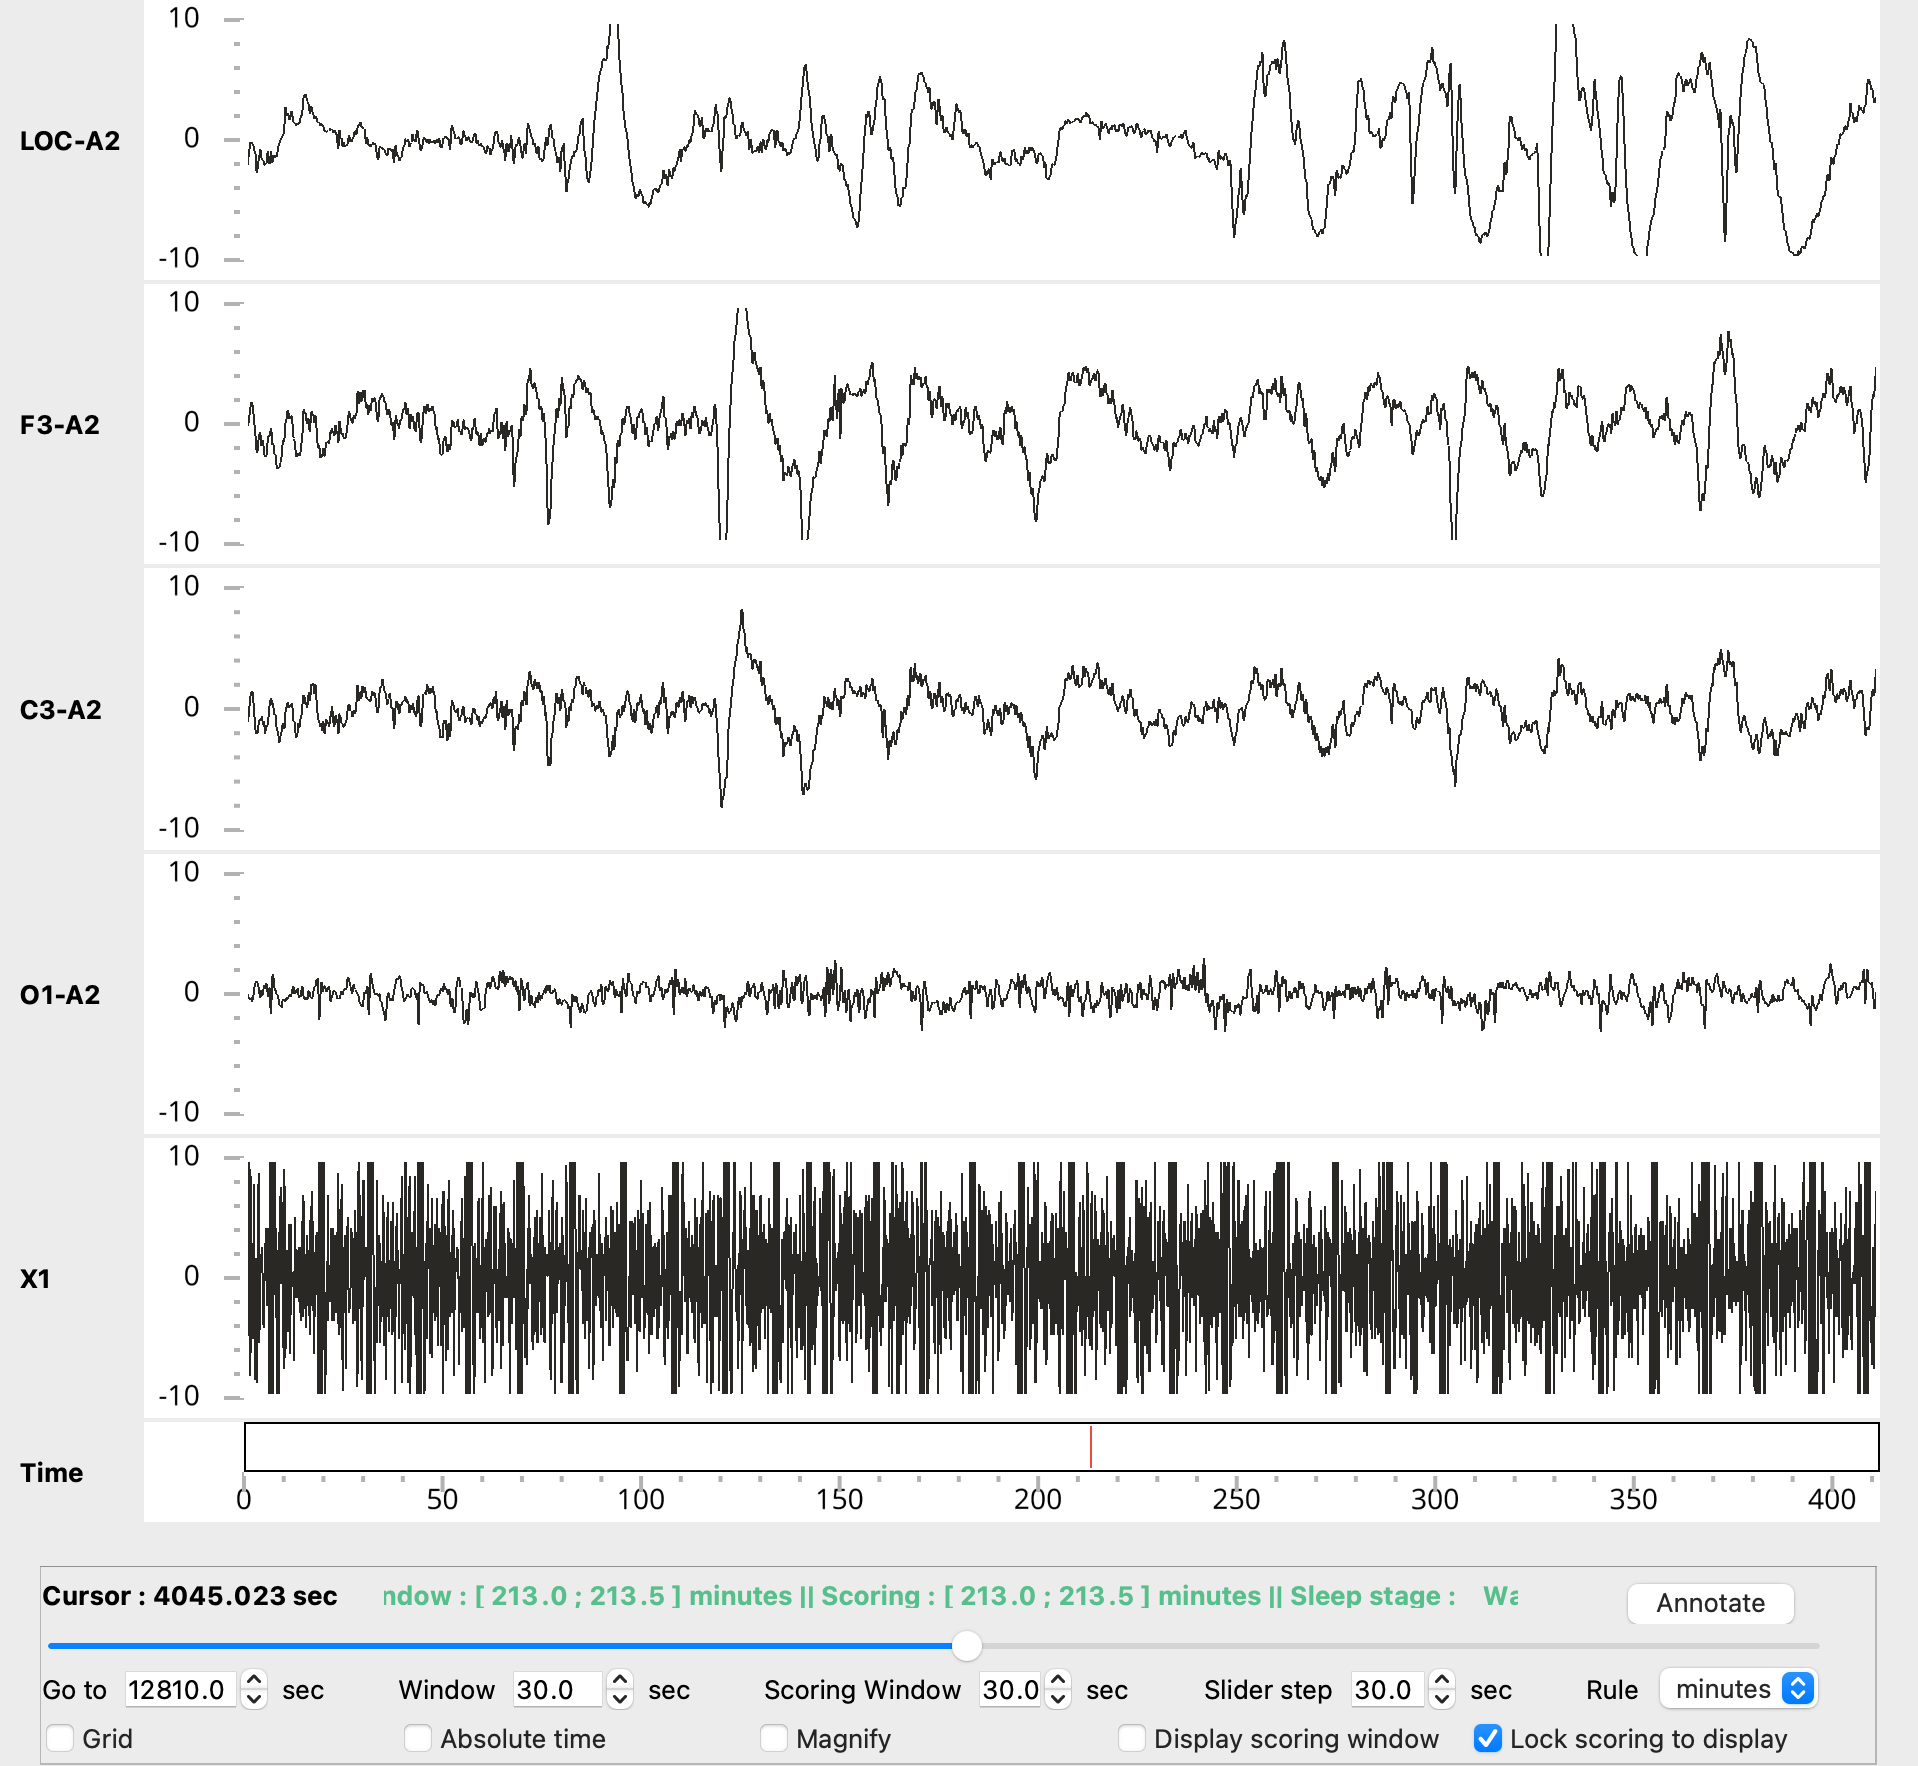 10
LOC-A2
0
-10
10
F3-A2
0
-10
10
C3-A2
0
-10
10
O1-A2
0
-10
10
X1
0
-10
Time
0 50 100 150 200 250 300 350 400
Cursor : 4045.023 sec ndow : [ 213.0 ; 213.5 ] minutes || Scoring : [ 213.0 ; 213.5 ] minutes || Sleep stage : Wa Annotate
Go to 12810.0 sec Window 30.0 sec Scoring Window 30.0 sec Slider step 30.0 sec Rule minutes
Grid Absolute time Magnify Display scoring window Lock scoring to display